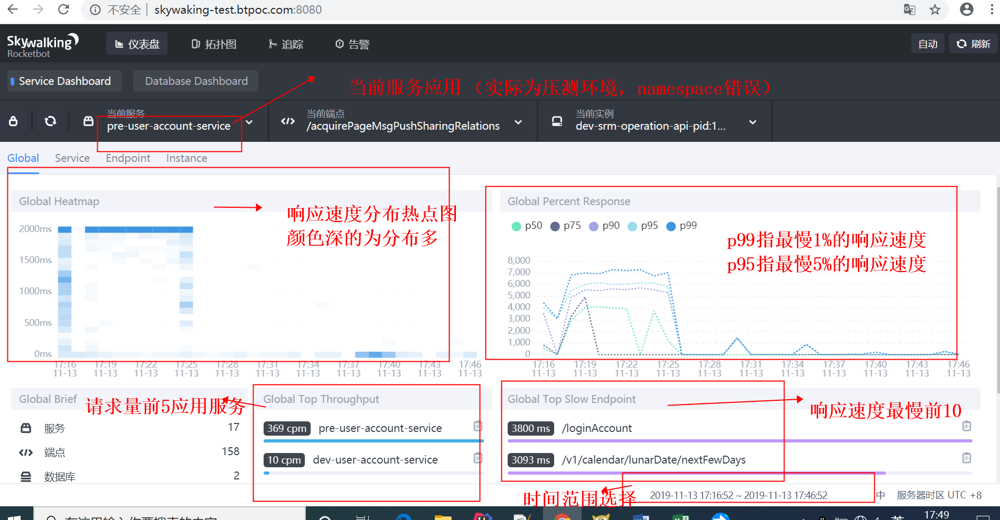 不安全 | skywaking-test.btpoc.com:8080
Skywalking
Rocketbot
仪表盘
拓扑图
追踪
告警
自动
刷新
Service Dashboard
Database Dashboard
当前服务应用（实际为压测环境，namespace错误）
当前服务
pre-user-account-service
当前端点
/acquirePageMsgPushSharingRelations
当前实例
dev-srm-operation-api-pid:1...
Global
Service
Endpoint
Instance
Global Heatmap
响应速度分布热点图
颜色深的为分布多
2000ms
1500ms
1000ms
500ms
0ms
17:16 17:19 17:22 17:25 17:28 17:31 17:34 17:37 17:40 17:43 17:46
11-13 11-13 11-13 11-13 11-13 11-13 11-13 11-13 11-13 11-13 11-13
Global Percent Response
p50 p75 p90 p95 p99
p99指最慢1%的响应速度
p95指最慢5%的响应速度
8,000
7,000
6,000
5,000
4,000
3,000
2,000
1,000
0
17:16 17:19 17:22 17:25 17:28 17:31 17:34 17:37 17:40 17:43 17:46
11-13 11-13 11-13 11-13 11-13 11-13 11-13 11-13 11-13 11-13 11-13
Global Brief
请求量前5应用服务
服务 17
端点 158
数据库 2
Global Top Throughput
369 cpm pre-user-account-service
10 cpm dev-user-account-service
Global Top Slow Endpoint
响应速度最慢前10
3800 ms /loginAccount
3093 ms /v1/calendar/lunarDate/nextFewDays
时间范围选择
2019-11-13 17:16:52 ~ 2019-11-13 17:46:52
中
服务器时区 UTC +8
17:49